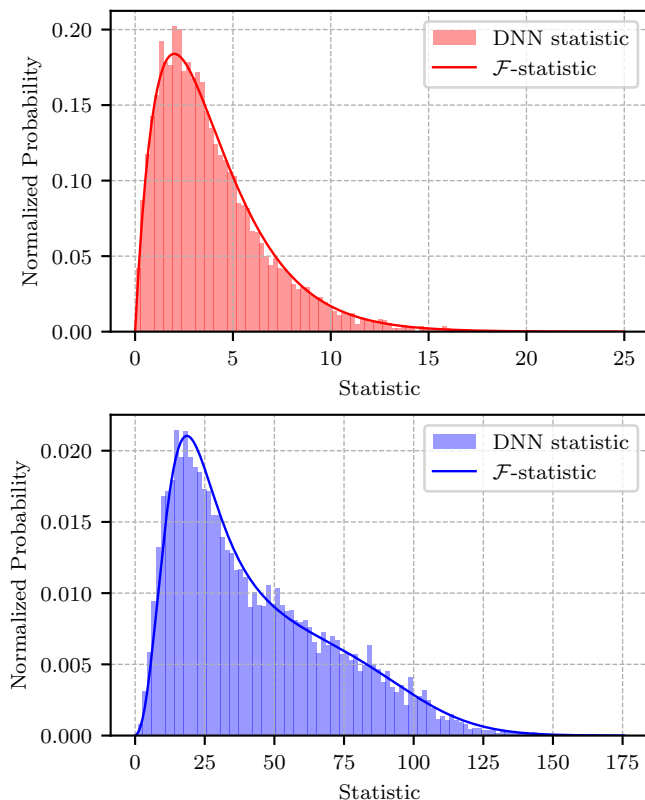 0.20
0.15
0.10
0.05
0.00
Normalized Probability
DNN statistic
ℱ-statistic
0 5 10 15 20 25
Statistic
0.020
0.015
0.010
0.005
0.000
Normalized Probability
DNN statistic
ℱ-statistic
0 25 50 75 100 125 150 175
Statistic